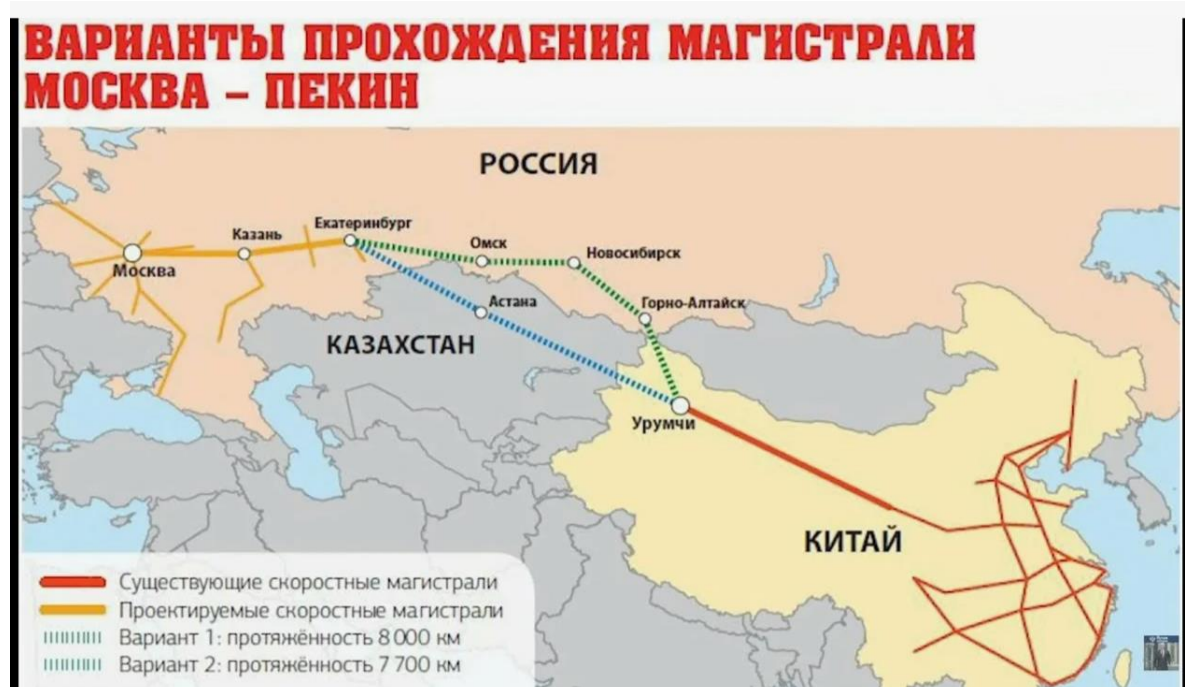 ВАРИАНТЫ ПРОХОЖДЕНИЯ МАГИСТРАЛИ
МОСКВА – ПЕКИН
РОССИЯ
Екатеринбург
Казань
Омск
Новосибирск
Москва
Астана
Горно-Алтайск
КАЗАХСТАН
Урумчи
КИТАЙ
Существующие скоростные магистрали
Проектируемые скоростные магистрали
Вариант 1: протяжённость 8 000 км
Вариант 2: протяжённость 7 700 км